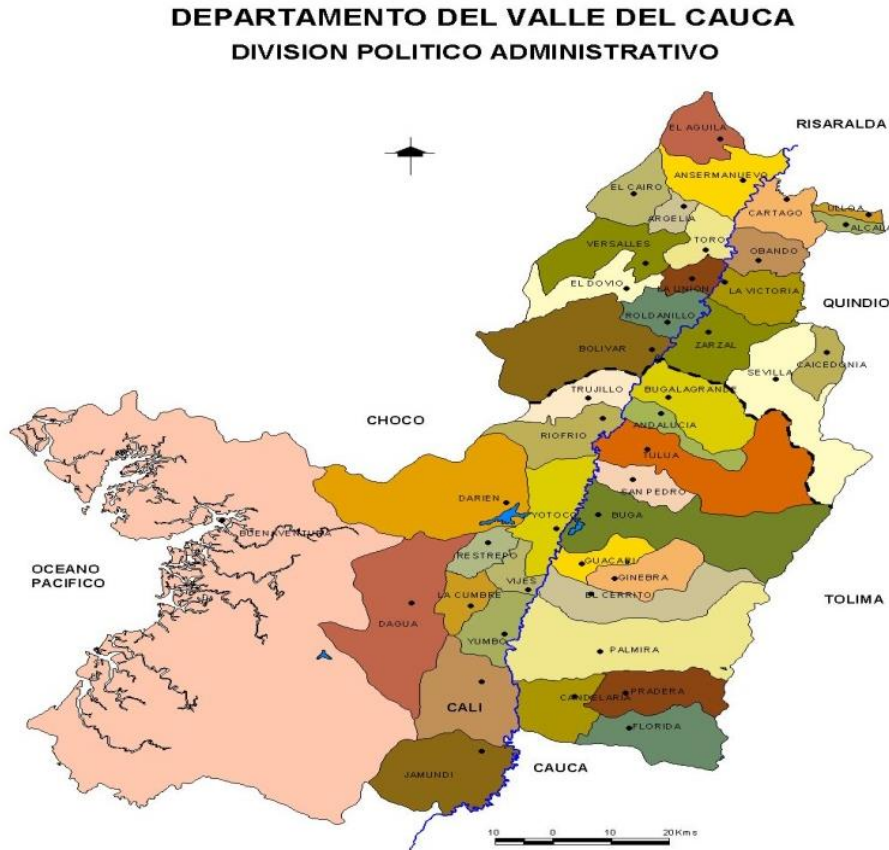 DEPARTAMENTO DEL VALLE DEL CAUCA
DIVISION POLITICO ADMINISTRATIVO
RISARALDA
EL AGUILA
ANSERMANUEVO
EL CAIRO
ARGELIA
CARTAGO
ULLOA
ALCALA
TORO
VERSALLES
OBANDO
EL DOVIO
LA UNION
LA VICTORIA
QUINDIO
ROLDANILLO
ZARZAL
BOLIVAR
CAICEDONIA
SEVILLA
TRUJILLO
BUGALAGRANDE
CHOCO
ANDALUCIA
RIOFRIO
TULUA
SAN PEDRO
DARIEN
YOTOCO
BUGA
BUENAVENTURA
RESTREPO
OCEANO
PACIFICO
GUACARI
GINEBRA
VIJES
LA CUMBRE
EL CERRITO
TOLIMA
DAGUA
YUMBO
PALMIRA
CANDELARIA
PRADERA
CALI
FLORIDA
CAUCA
JAMUNDI
10 0 10 20 Kms